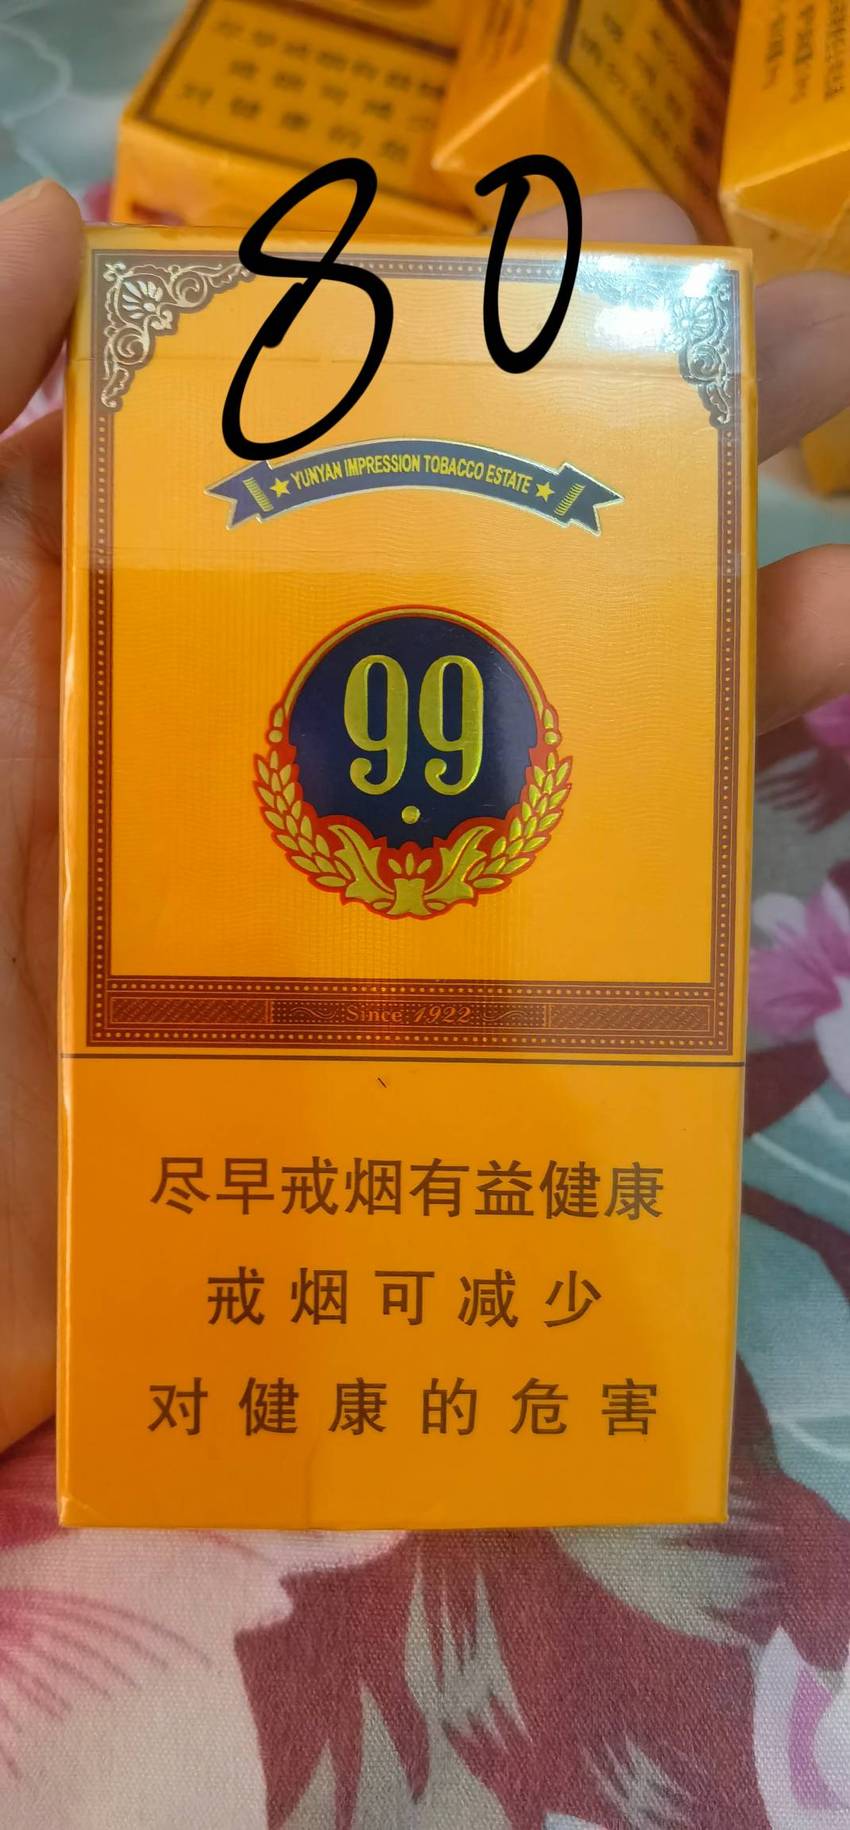 80
YUNYAN IMPRESSION TOBACCO ESTATE
99
Since 1922
尽早戒烟有益健康
戒烟可减少
对健康的危害